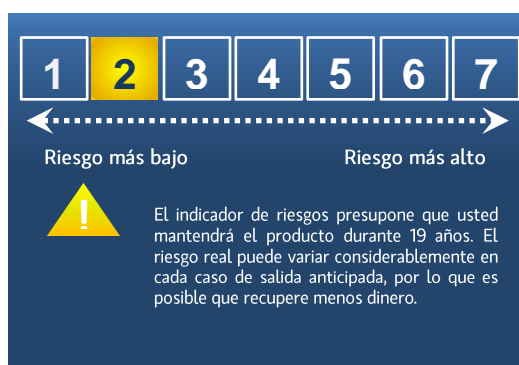 1 2 3 4 5 6 7
Riesgo más bajo Riesgo más alto
!
El indicador de riesgos presupone que usted
mantendrá el producto durante 19 años. El
riesgo real puede variar considerablemente en
cada caso de salida anticipada, por lo que es
posible que recupere menos dinero.